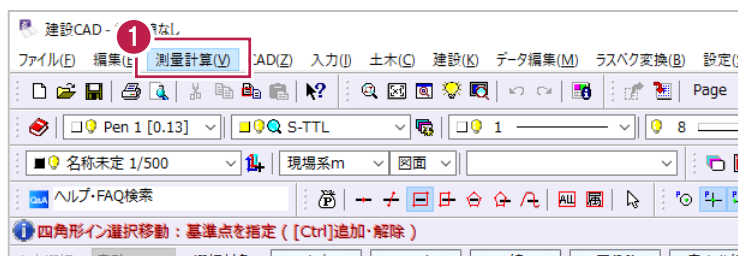 建設CAD -
1
ファイル(F) 編集(E) 測量計算(V) CAD(Z) 入力(I) 土木(C) 建設(K) データ編集(M) ラスベク変換(B) 設定(
Page
Pen 1 [0.13] S-TTL 1 8
名称未定 1/500 現場系m 図面
Q&A ヘルプ・FAQ検索 ALL 图
四角形イン選択移動：基準点を指定 ( [Ctrl]追加・解除 )